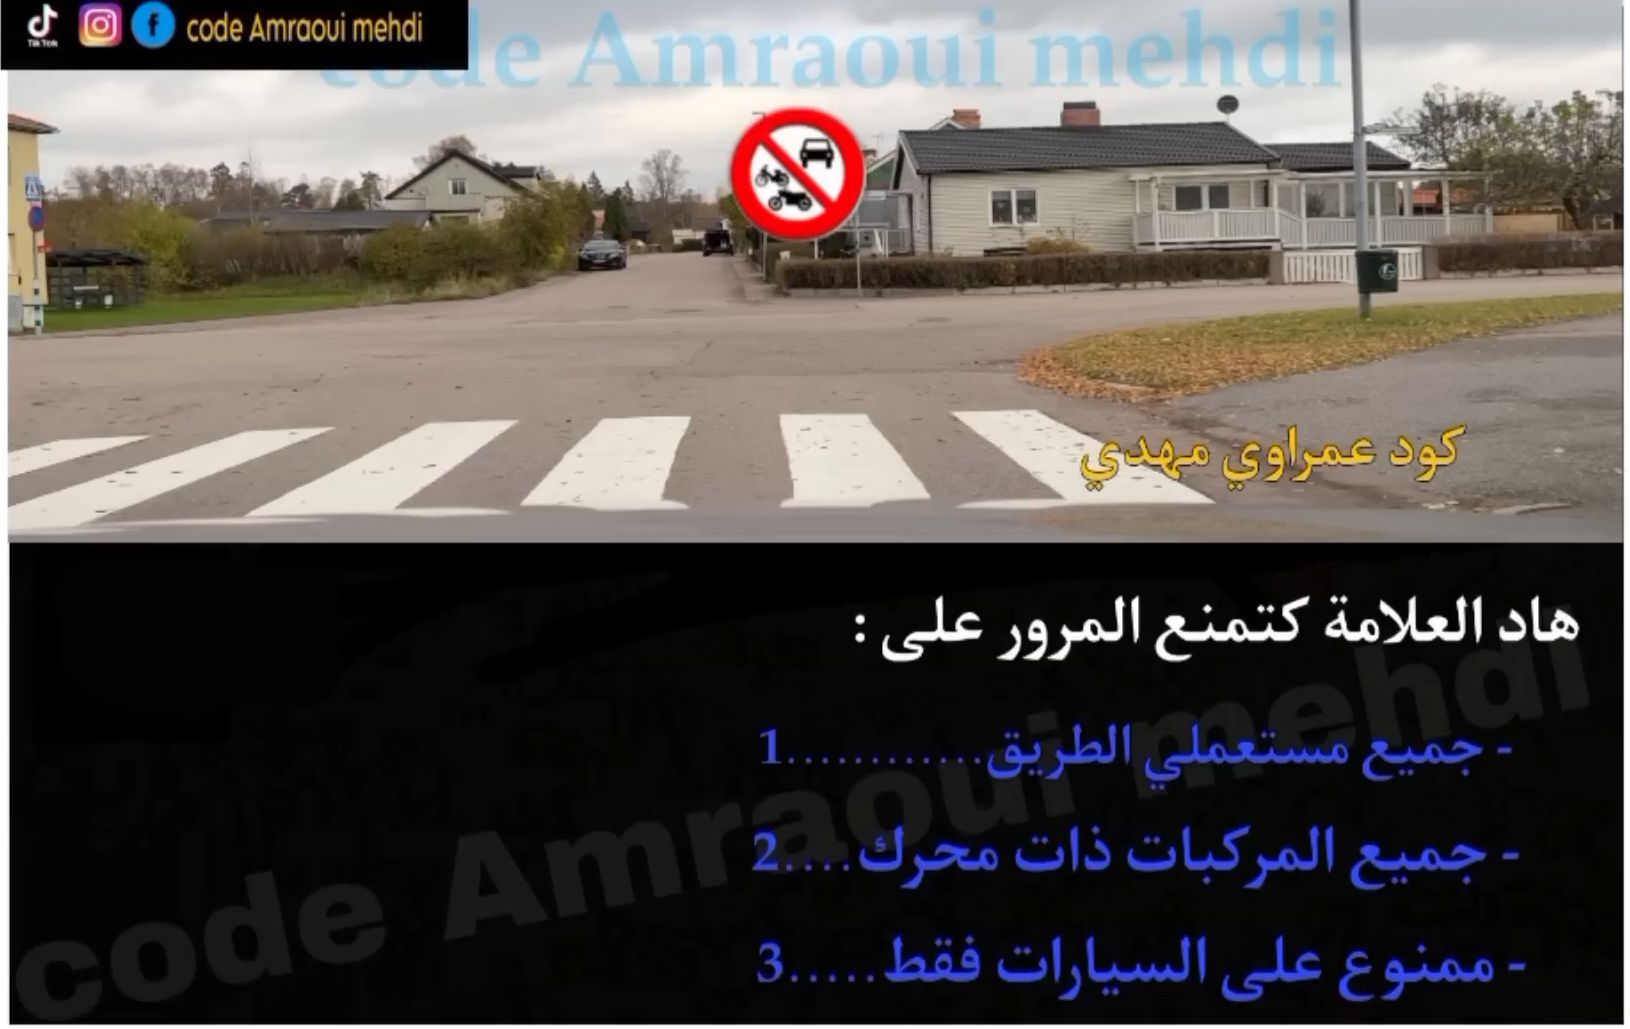 TikTok
code Amraoui mehdi
code Amraoui mehdi
كود عمراوي مهدي
هاد العلامة كتمنع المرور على :
- جميع مستعملي الطريق............1
- جميع المركبات ذات محرك....2
- ممنوع على السيارات فقط.....3
code Amraoui mehdi